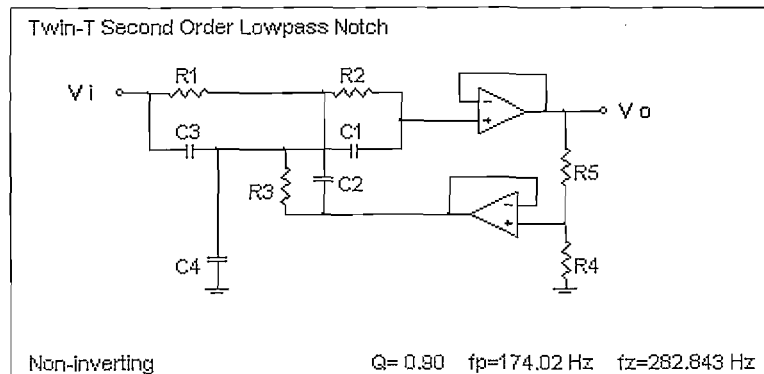 Twin-T Second Order Lowpass Notch
R1 R2
Vi Vo
C3 C1
R5
R3 C2
C4 R4
Non-inverting Q= 0.90 fp=174.02 Hz fz=282.843 Hz